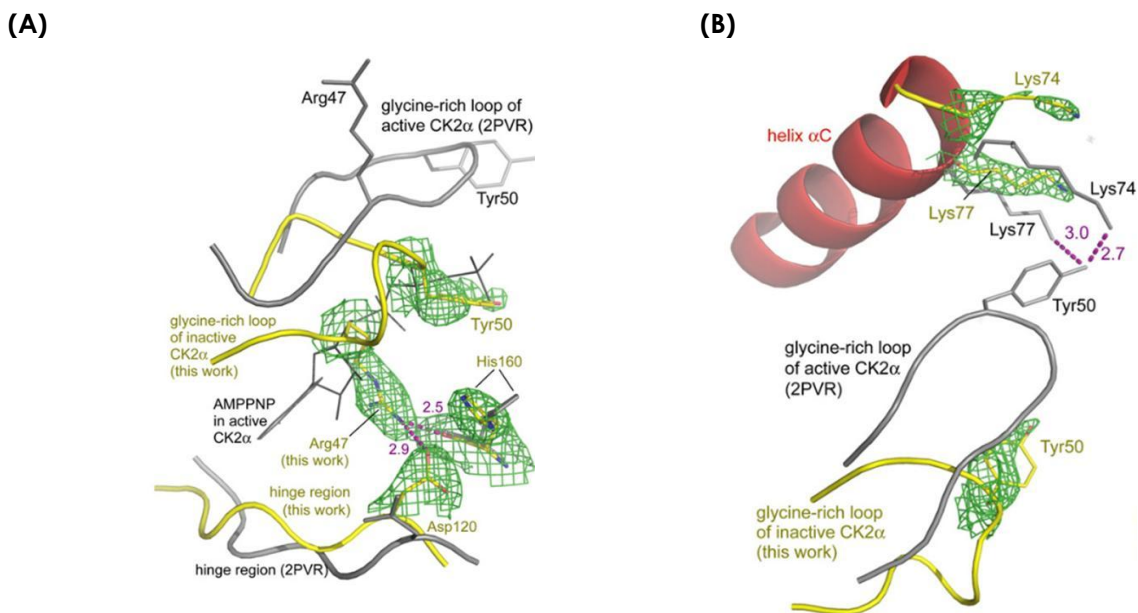 (A)
Arg47
glycine-rich loop of
active CK2α (2PVR)
Tyr50
glycine-rich loop
of inactive
CK2α
(this work)
Tyr50
His160
AMPPNP
in active
CK2α
2.5
Arg47
(this work)
2.9
hinge region
(this work)
Asp120
hinge region (2PVR)
(B)
Lys74
helix αC
Lys74
Lys77
Lys77
3.0
2.7
Tyr50
glycine-rich loop
of active CK2α
(2PVR)
Tyr50
glycine-rich loop
of inactive CK2α
(this work)